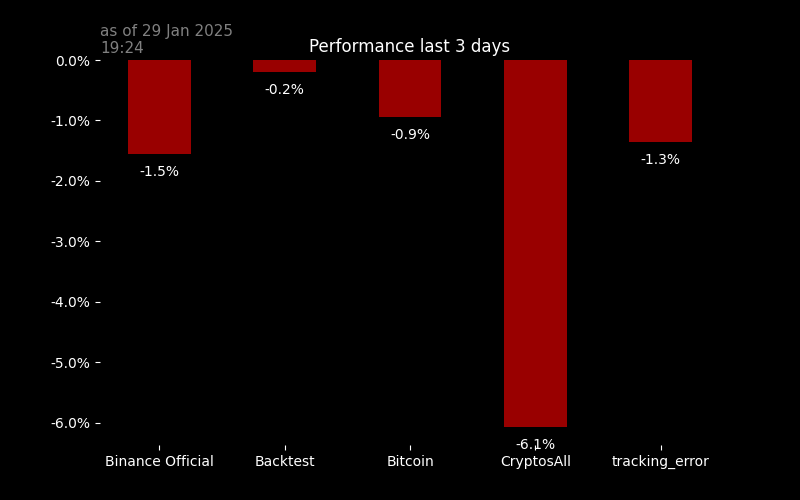 as of 29 Jan 2025
19:24
Performance last 3 days
0.0%
-1.0%
-2.0%
-3.0%
-4.0%
-5.0%
-6.0%
-1.5%
-0.2%
-0.9%
-6.1%
-1.3%
Binance Official
Backtest
Bitcoin
CryptosAll
tracking_error